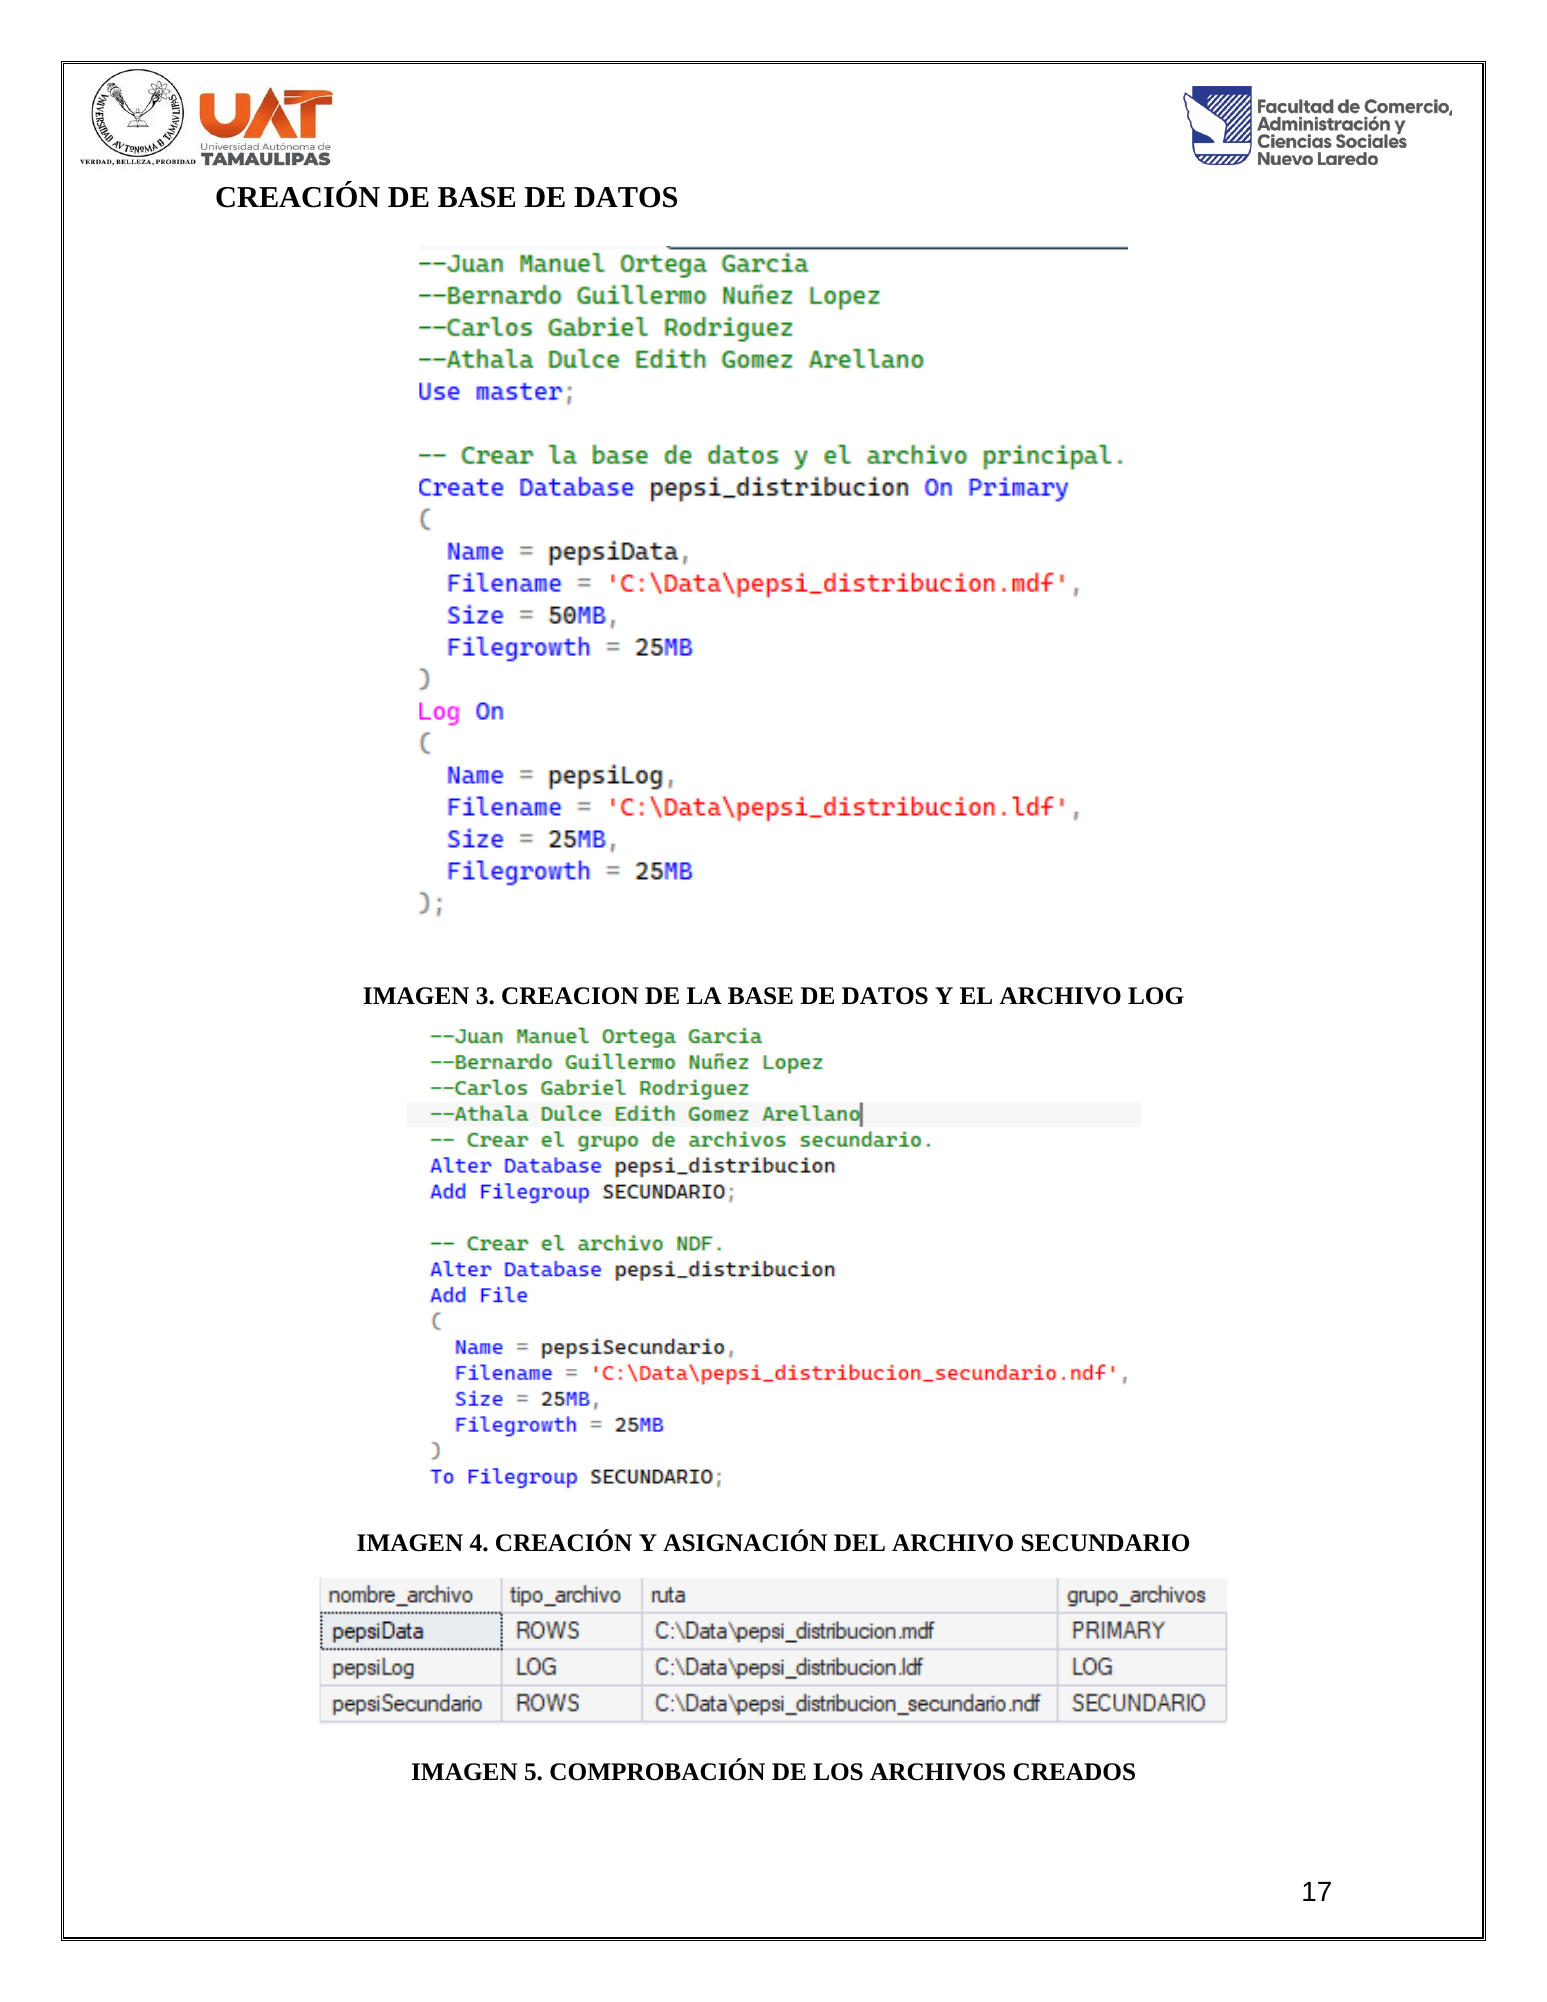 VNIVERSIDAD AVTONOMA D TAMAVLIPAS
VERDAD, BELLEZA, PROBIDAD
UAT
Universidad Autónoma de
TAMAULIPAS
Facultad de Comercio,
Administración y
Ciencias Sociales
Nuevo Laredo
CREACIÓN DE BASE DE DATOS
--Juan Manuel Ortega Garcia
--Bernardo Guillermo Nuñez Lopez
--Carlos Gabriel Rodriguez
--Athala Dulce Edith Gomez Arellano
Use master;
-- Crear la base de datos y el archivo principal.
Create Database pepsi_distribucion On Primary
(
Name = pepsiData,
Filename = 'C:\Data\pepsi_distribucion.mdf',
Size = 50MB,
Filegrowth = 25MB
)
Log On
(
Name = pepsiLog,
Filename = 'C:\Data\pepsi_distribucion.ldf',
Size = 25MB,
Filegrowth = 25MB
);
IMAGEN 3. CREACION DE LA BASE DE DATOS Y EL ARCHIVO LOG
--Juan Manuel Ortega Garcia
--Bernardo Guillermo Nuñez Lopez
--Carlos Gabriel Rodriguez
--Athala Dulce Edith Gomez Arellano
-- Crear el grupo de archivos secundario.
Alter Database pepsi_distribucion
Add Filegroup SECUNDARIO;
-- Crear el archivo NDF.
Alter Database pepsi_distribucion
Add File
(
Name = pepsiSecundario,
Filename = 'C:\Data\pepsi_distribucion_secundario.ndf',
Size = 25MB,
Filegrowth = 25MB
)
To Filegroup SECUNDARIO;
IMAGEN 4. CREACIÓN Y ASIGNACIÓN DEL ARCHIVO SECUNDARIO
nombre_archivo tipo_archivo ruta grupo_archivos
pepsiData ROWS C:\Data\pepsi_distribucion.mdf PRIMARY
pepsiLog LOG C:\Data\pepsi_distribucion.ldf LOG
pepsiSecundario ROWS C:\Data\pepsi_distribucion_secundario.ndf SECUNDARIO
IMAGEN 5. COMPROBACIÓN DE LOS ARCHIVOS CREADOS
17